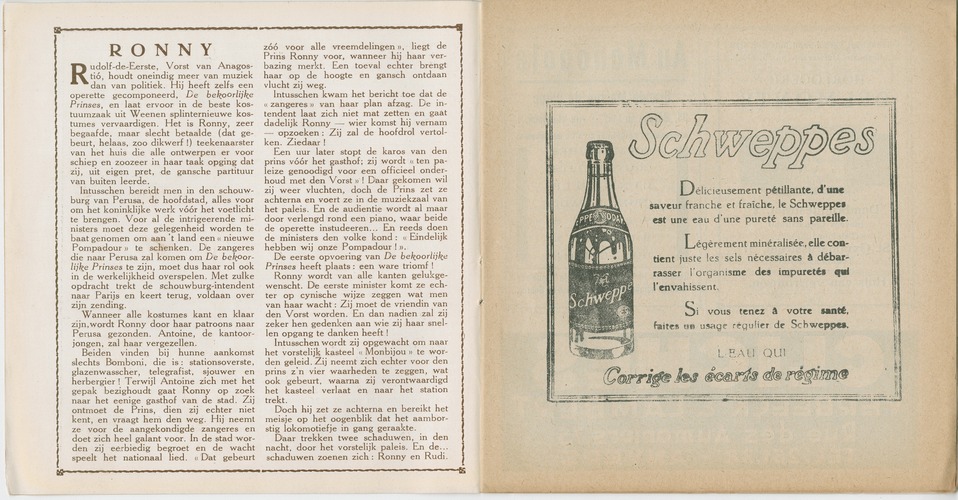 RONNY
Rudolf-de-Eerste, Vorst van Anagos-
tió, houdt oneindig meer van muziek
dan van politiek. Hij heeft zelfs een
operette gecomponeerd, De bekoorlijke
Prinses, en laat ervoor in de beste kos-
tuumzaak uit Weenen splinternieuwe kos-
tumes vervaardigen. Het is Ronny, zeer
begaafde, maar slecht betaalde (dat ge-
beurt, helaas, zoo dikwerf !) teekenaarster
van het huis die alle ontwerpen er voor
schiep en zoozeer in haar taak opging dat
zij, uit eigen pret, de gansche partituur
van buiten leerde.
Intusschen bereidt men in den schouw-
burg van Perusa, de hoofdstad, alles voor
om het koninklijke werk vóór het voetlicht
te brengen. Voor al de intrigeerende mi-
nisters moet deze gelegenheid worden te
baat genomen om aan 't land een « nieuwe
Pompadour » te schenken. De zangeres
die naar Perusa zal komen om De bekoor-
lijke Prinses te zijn, moet dus haar rol ook
in de werkelijkheid overspelen. Met zulke
opdracht trekt de schouwburg-intendent
naar Parijs en keert terug, voldaan over
zijn zending.
Wanneer alle kostumes kant en klaar
zijn,wordt Ronny door haar patroons naar
Perusa gezonden. Antoine, de kantoor-
jongen, zal haar vergezellen.
Beiden vinden bij hunne aankomst
slechts Bomboni, die is : stationsoverste,
glazenwasscher, telegrafist, sjouwer en
herbergier ! Terwijl Antoine zich met het
gepak bezighoudt gaat Ronny op zoek
naar het eenige gasthof van de stad. Zij
ontmoet de Prins, dien zij echter niet
kent, en vraagt hem den weg. Hij neemt
ze voor de aangekondigde zangeres en
doet zich heel galant voor. In de stad wor-
den zij eerbiedig begroet en de wacht
speelt het nationaal lied. « Dat gebeurt
zóó voor alle vreemdelingen », liegt de
Prins Ronny voor, wanneer hij haar ver-
bazing merkt. Een toeval echter brengt
haar op de hoogte en gansch ontdaan
vlucht zij weg.
Intusschen kwam het bericht toe dat de
« zangeres » van haar plan afzag. De in-
tendent laat zich niet mat zetten en gaat
dadelijk Ronny — wier komst hij vernam
— opzoeken : Zij zal de hoofdrol vertol-
ken. Ziedaar !
Een uur later stopt de karos van den
prins vóór het gasthof; zij wordt « ten pa-
leize genoodigd voor een officieel onder-
houd met den Vorst » ! Daar gekomen wil
zij weer vluchten, doch de Prins zet ze
achterna en voert ze in de muziekzaal van
het paleis. En de audientie wordt al maar
door verlengd rond een piano, waar beide
de operette instudeeren... En reeds doen
de ministers den volke kond : « Eindelijk
hebben wij onze Pompadour ! ».
De eerste opvoering van De bekoorlijke
Prinses heeft plaats : een ware triomf !
Ronny wordt van alle kanten gelukge-
wenscht. De eerste minister komt ze ech-
ter op cynische wijze zeggen wat men
van haar wacht : Zij moet de vriendin van
den Vorst worden. En dan nadien zal zij
zeker hen gedenken aan wie zij haar snel-
len opgang te danken heeft !
Intusschen wordt zij opgewacht om naar
het vorstelijk kasteel « Monbijou » te wor-
den geleid. Zij neemt zich echter voor den
prins z'n vier waarheden te zeggen, wat
ook gebeurt, waarna zij verontwaardigd
het kasteel verlaat en naar het station
trekt.
Doch hij zet ze achterna en bereikt het
meisje op het oogenblik dat het aambor-
stig lokomotiefje in gang geraakte.
Daar trekken twee schaduwen, in den
nacht, door het vorstelijk paleis. En de...
schaduwen zoenen zich : Ronny en Rudi.
Schweppes
Délicieusement pétillante, d'une
saveur franche et fraîche, le Schweppes
est une eau d'une pureté sans pareille.
Légèrement minéralisée, elle con-
tient juste les sels nécessaires à débar-
rasser l'organisme des impuretés qui
l'envahissent.
Si vous tenez à votre santé,
faites un usage régulier de Schweppes.
L'EAU QUI
Corrige les écarts de régime
Schweppe